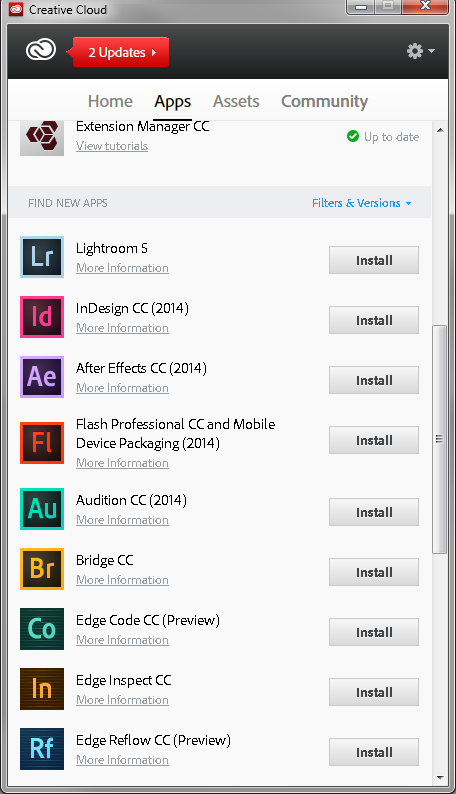 Creative Cloud
2 Updates
Home Apps Assets Community
Extension Manager CC
View tutorials
Up to date
FIND NEW APPS
Filters & Versions
Lr
Lightroom 5
More Information
Install
Id
InDesign CC (2014)
More Information
Install
Ae
After Effects CC (2014)
More Information
Install
Fl
Flash Professional CC and Mobile
Device Packaging (2014)
More Information
Install
Au
Audition CC (2014)
More Information
Install
Br
Bridge CC
More Information
Install
Co
Edge Code CC (Preview)
More Information
Install
In
Edge Inspect CC
More Information
Install
Rf
Edge Reflow CC (Preview)
More Information
Install